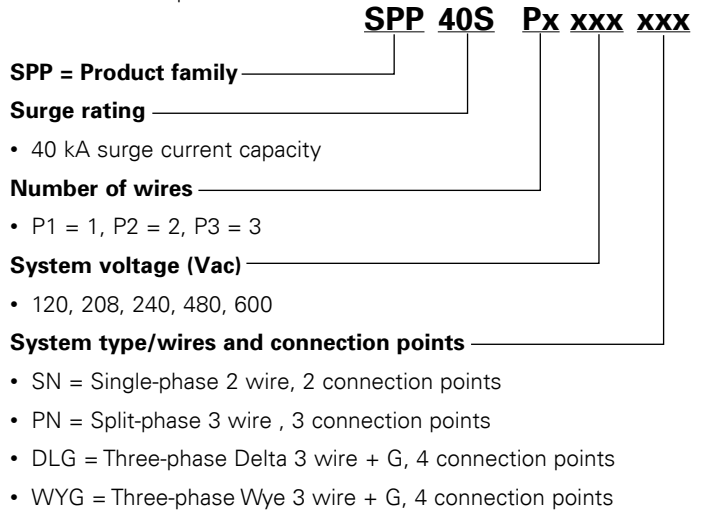 SPP 40S Px xxx xxx
SPP = Product family
Surge rating
• 40 kA surge current capacity
Number of wires
• P1 = 1, P2 = 2, P3 = 3
System voltage (Vac)
• 120, 208, 240, 480, 600
System type/wires and connection points
• SN = Single-phase 2 wire, 2 connection points
• PN = Split-phase 3 wire , 3 connection points
• DLG = Three-phase Delta 3 wire + G, 4 connection points
• WYG = Three-phase Wye 3 wire + G, 4 connection points